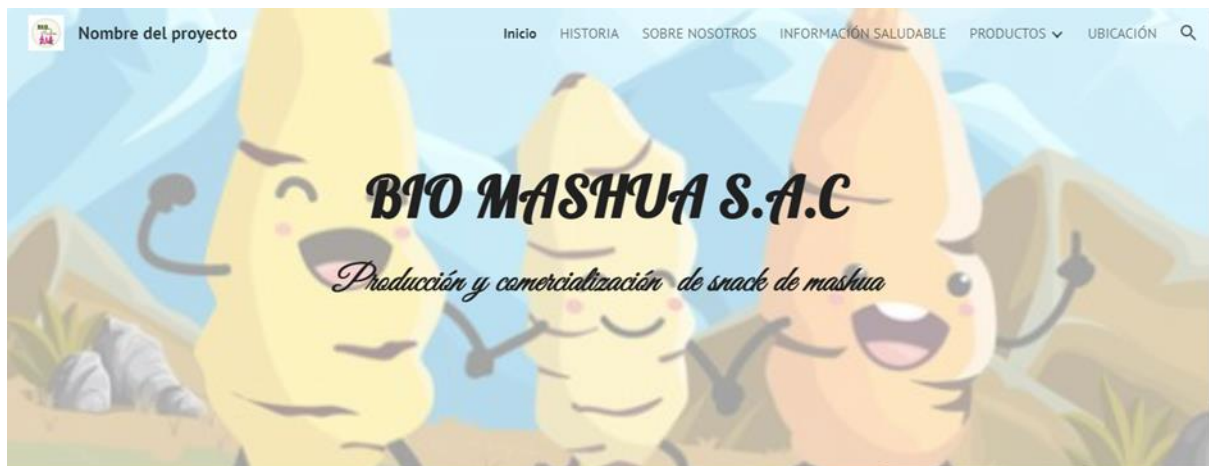 Nombre del proyecto Inicio HISTORIA SOBRE NOSOTROS INFORMACIÓN SALUDABLE PRODUCTOS UBICACIÓN
BIO MASHUA S.A.C
Producción y comercialización de snack de mashua